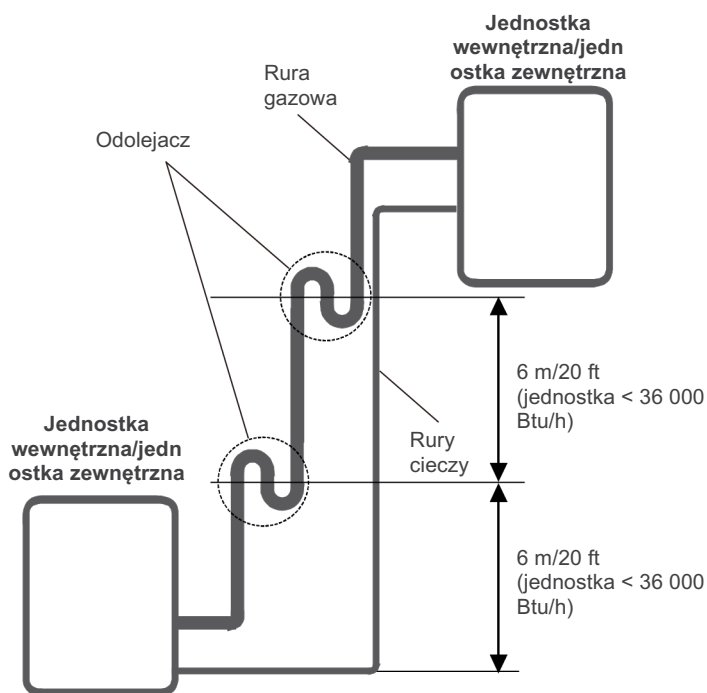 Jednostka
wewnętrzna/jedn
ostka zewnętrzna
Rura
gazowa
Odolejacz
6 m/20 ft
(jednostka < 36 000
Btu/h)
Jednostka
wewnętrzna/jedn
ostka zewnętrzna
Rury
cieczy
6 m/20 ft
(jednostka < 36 000
Btu/h)